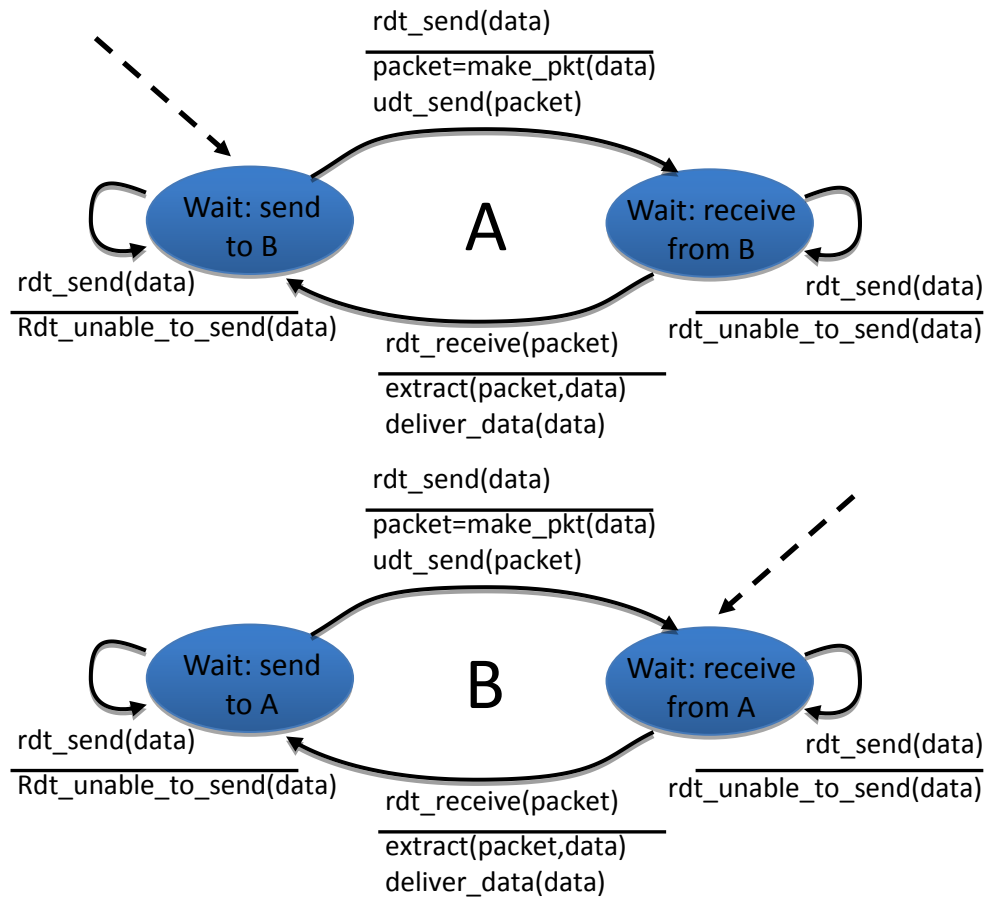 rdt_send(data)
packet=make_pkt(data)
udt_send(packet)
Wait: send
to B
A
Wait: receive
from B
rdt_send(data)
Rdt_unable_to_send(data)
rdt_send(data)
rdt_unable_to_send(data)
rdt_receive(packet)
extract(packet,data)
deliver_data(data)
rdt_send(data)
packet=make_pkt(data)
udt_send(packet)
Wait: send
to A
B
Wait: receive
from A
rdt_send(data)
Rdt_unable_to_send(data)
rdt_send(data)
rdt_unable_to_send(data)
rdt_receive(packet)
extract(packet,data)
deliver_data(data)